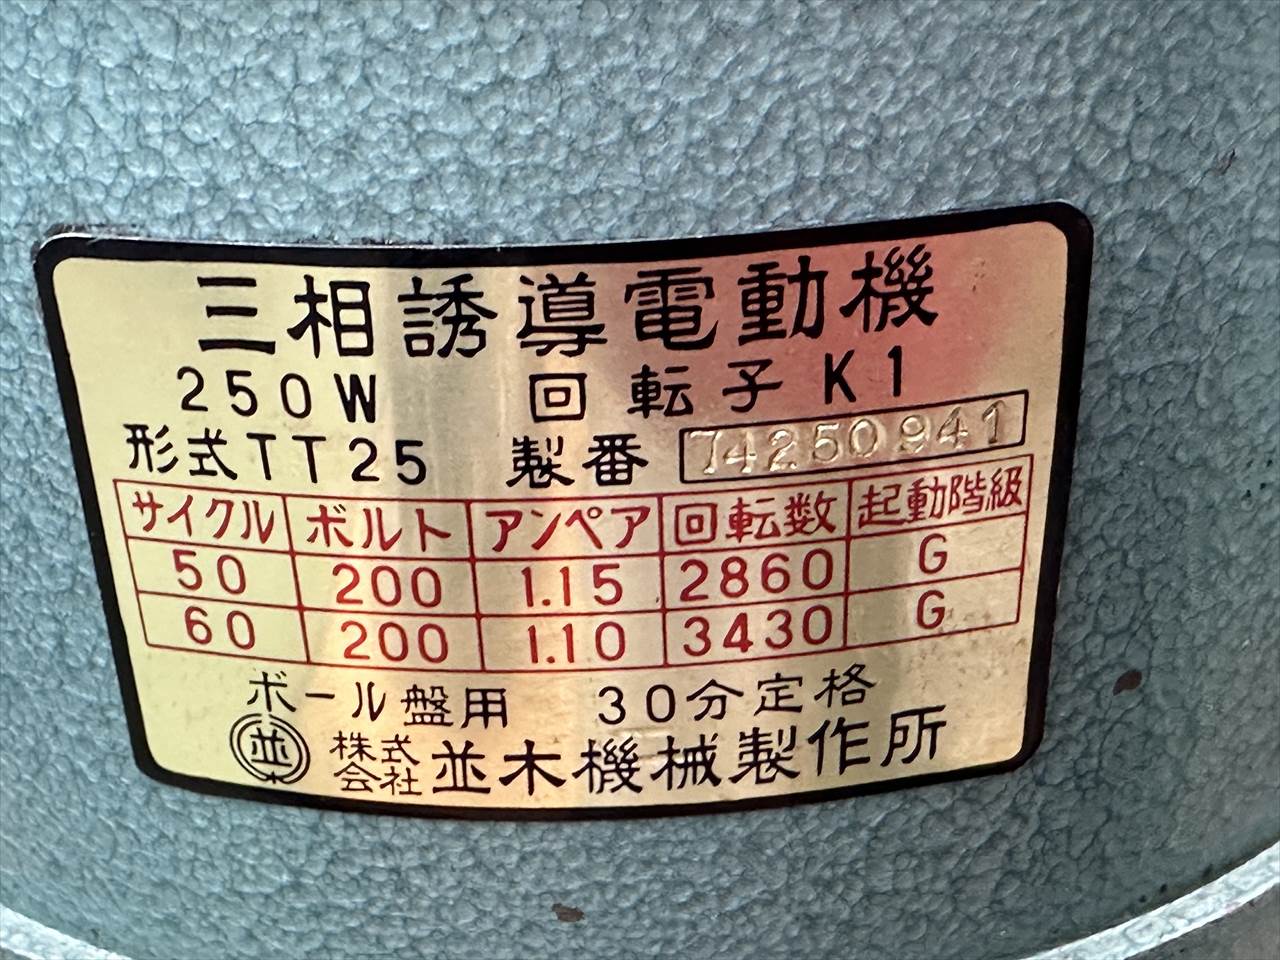 三相誘導電動機
250W 回転子 K1
形式TT25 製番 74250941
サイクル ボルト アンペア 回転数 起動階級
50 200 1.15 2860 G
60 200 1.10 3430 G
ボール盤用 30分定格
並 株式会社 並木機械製作所